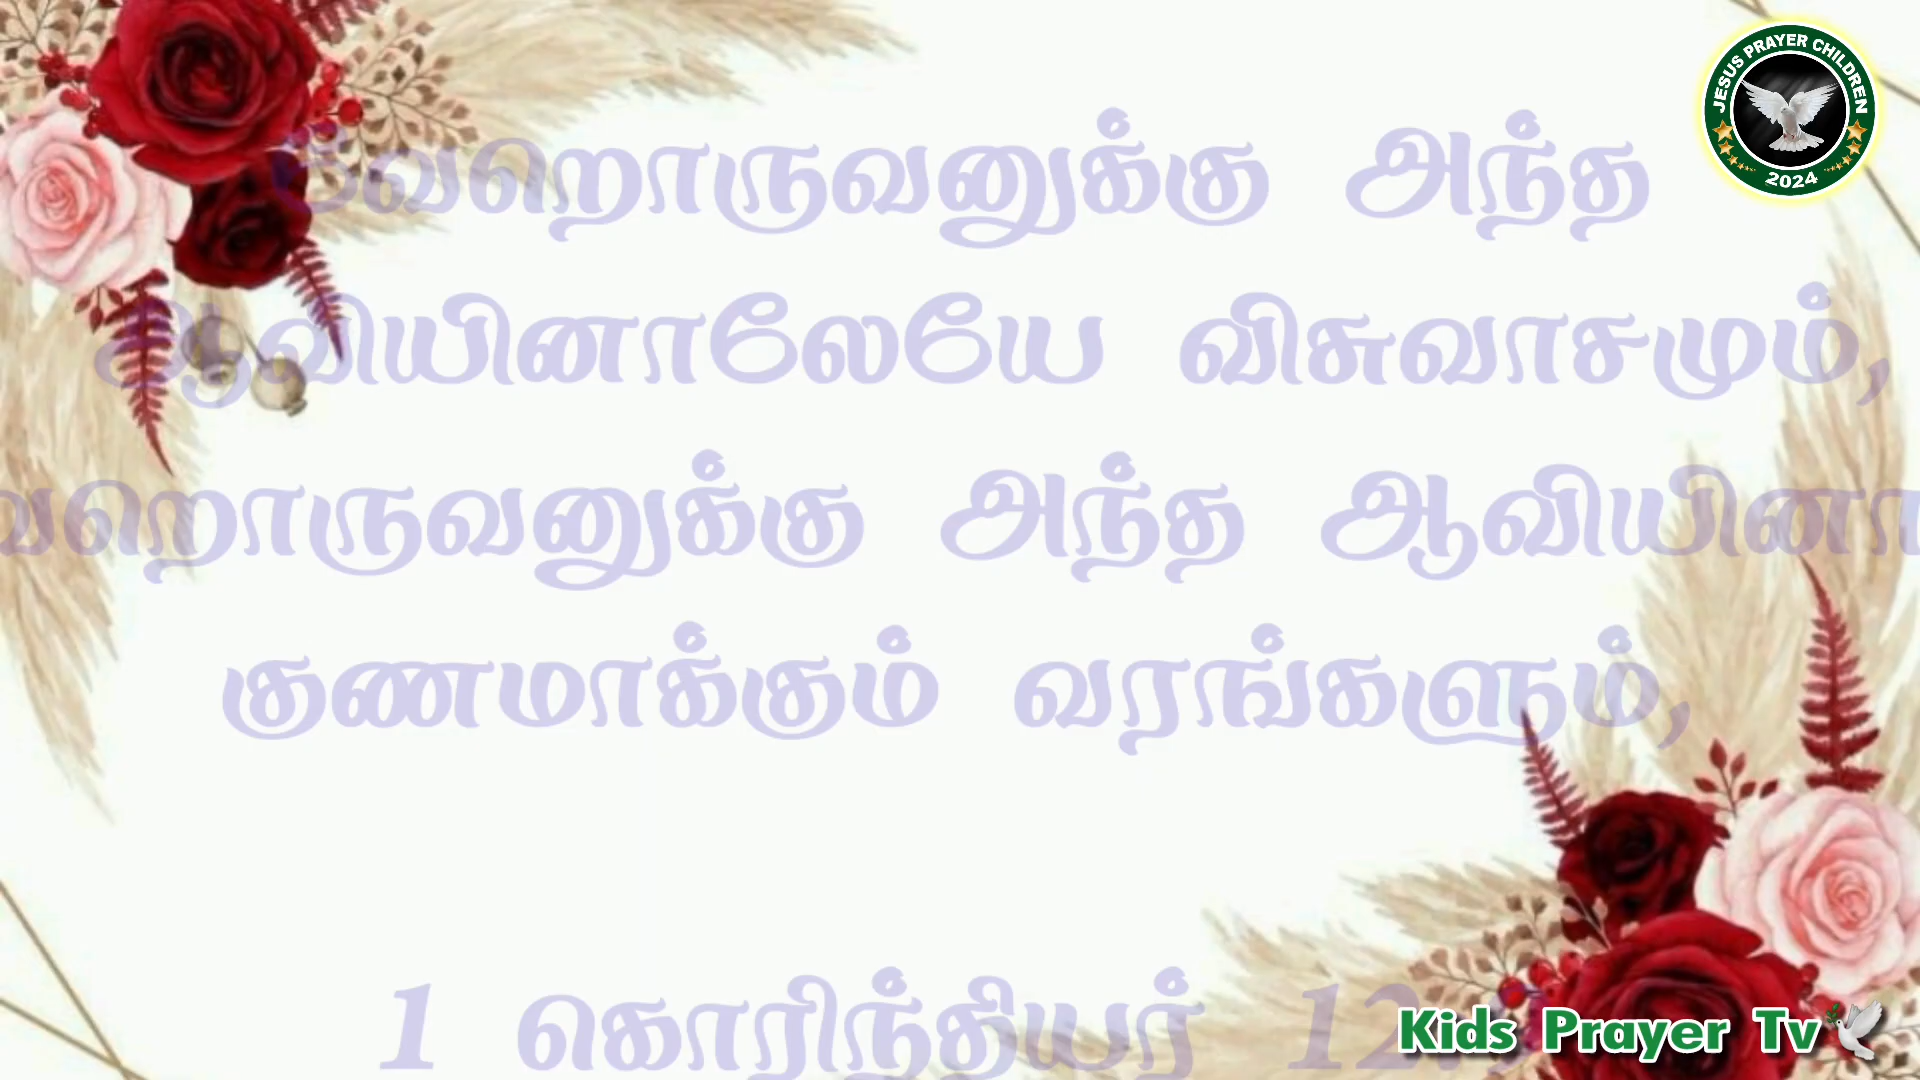 வேறொருவனுக்கு அந்த
ஆவியினாலேயே விசுவாசமும்,
வறொருவனுக்கு அந்த ஆவியினா
குணமாக்கும் வரங்களும்,
1 கொரிந்தியர் 12:
JESUS PRAYER CHILDREN
2024
Kids Prayer Tv